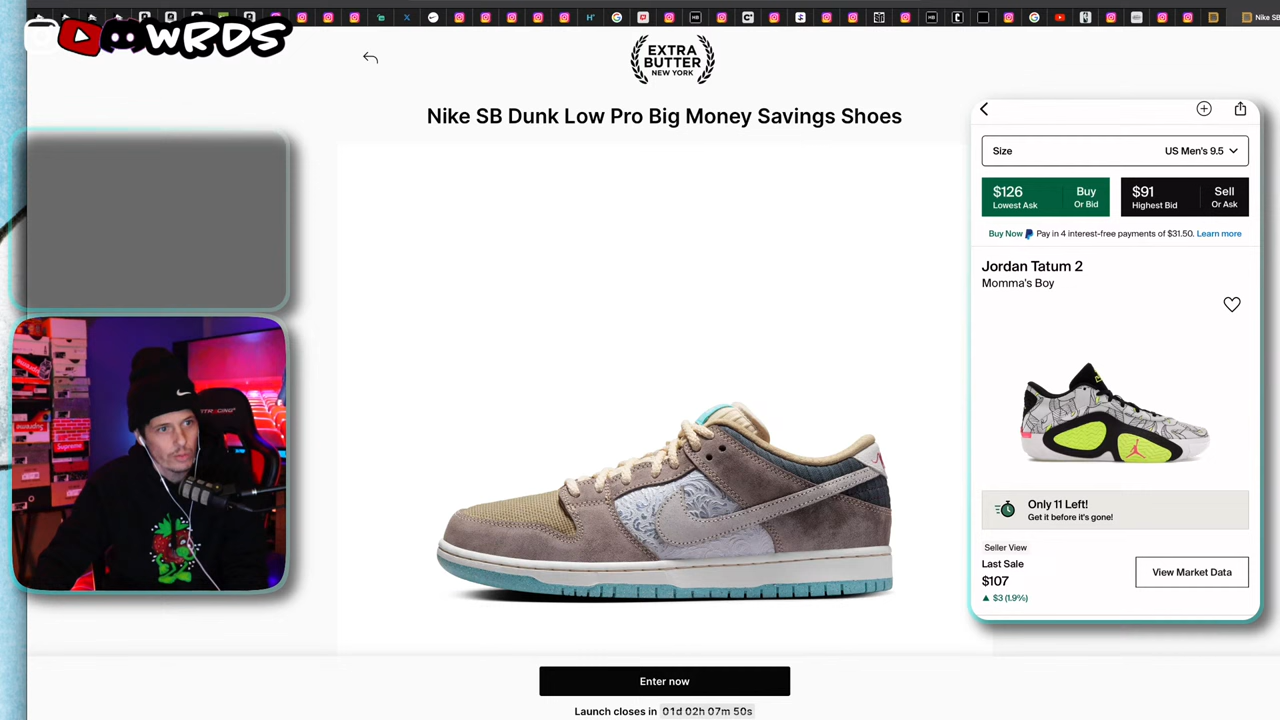 WRDS
EXTRA
BUTTER
NEW YORK
Nike SB
Nike SB Dunk Low Pro Big Money Savings Shoes
Size
US Men's 9.5
$126
Lowest Ask
Buy
Or Bid
$91
Highest Bid
Sell
Or Ask
Buy Now Pay in 4 interest-free payments of $31.50. Learn more
Jordan Tatum 2
Momma's Boy
Only 11 Left!
Get it before it's gone!
Seller View
Last Sale
$107
▲ $3 (1.9%)
View Market Data
Supreme
Enter now
Launch closes in 01d 02h 07m 50s